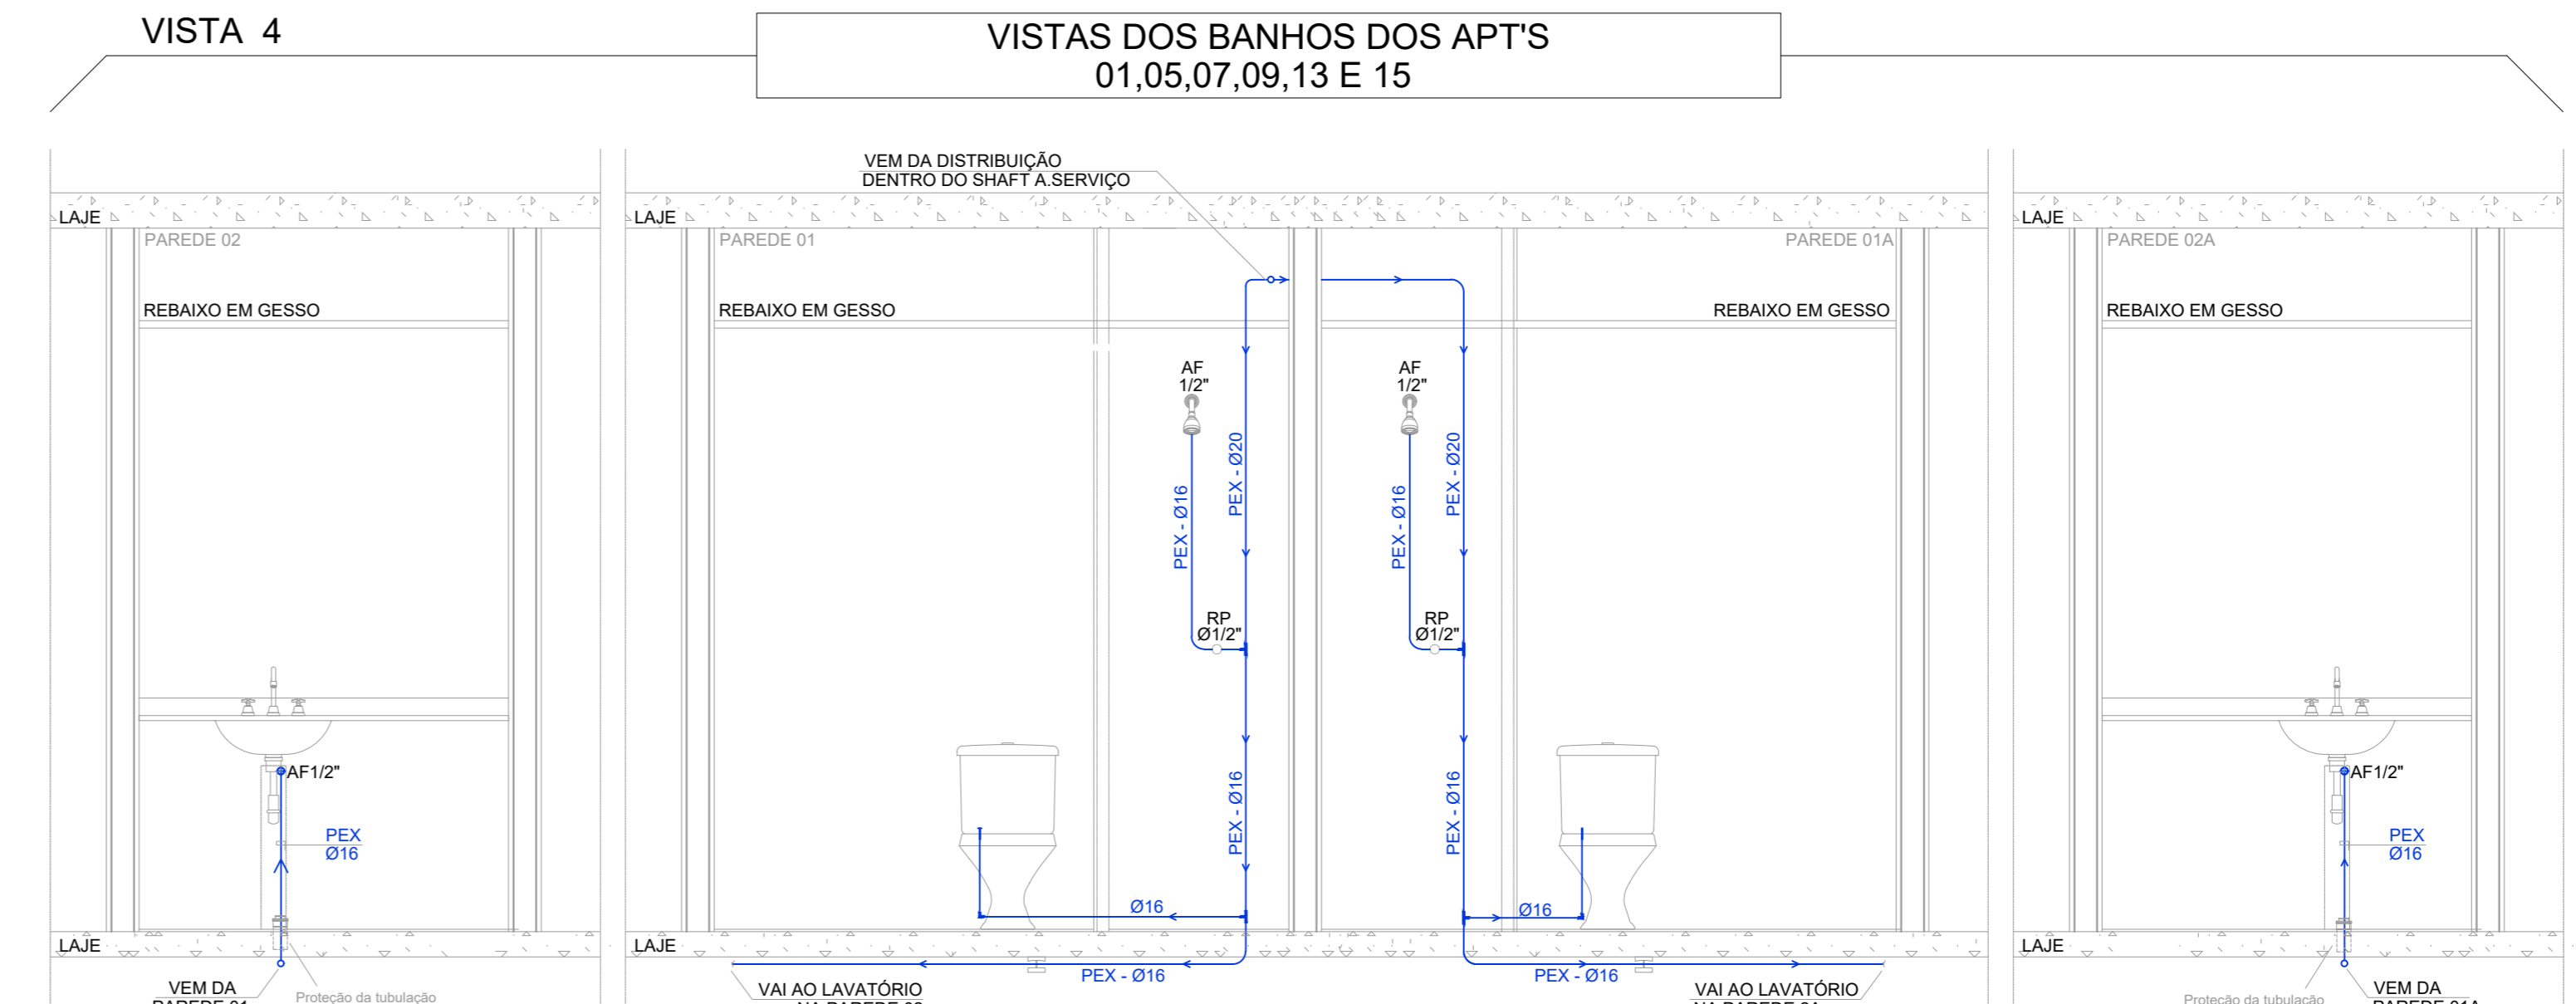 VISTA 4
VISTAS DOS BANHOS DOS APT'S
01,05,07,09,13 E 15
VEM DA DISTRIBUIÇÃO
DENTRO DO SHAFT A.SERVIÇO
LAJE
LAJE
LAJE
PAREDE 02
PAREDE 01
PAREDE 01A
PAREDE 02A
REBAIXO EM GESSO
REBAIXO EM GESSO
REBAIXO EM GESSO
REBAIXO EM GESSO
AF
1/2"
AF
1/2"
PEX - Ø20
PEX - Ø20
PEX - Ø16
PEX - Ø16
RP
Ø1/2"
RP
Ø1/2"
AF1/2"
AF1/2"
PEX - Ø16
PEX - Ø16
PEX
Ø16
PEX
Ø16
Ø16
Ø16
LAJE
LAJE
LAJE
PEX - Ø16
PEX - Ø16
VEM DA
PAREDE 01
Proteção da tubulação
VAI AO LAVATÓRIO
NA PAREDE
VAI AO LAVATÓRIO
NA PAREDE
Proteção da tubulação
VEM DA
PAREDE 01A